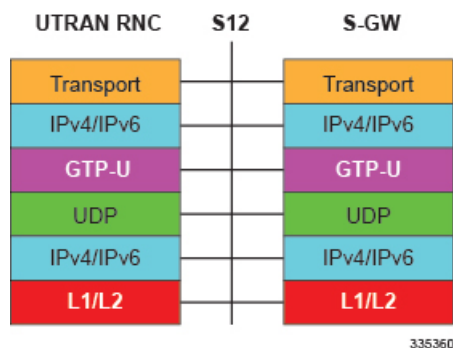 UTRAN RNC S12 S-GW
Transport Transport
IPv4/IPv6 IPv4/IPv6
GTP-U GTP-U
UDP UDP
IPv4/IPv6 IPv4/IPv6
L1/L2 L1/L2
335360